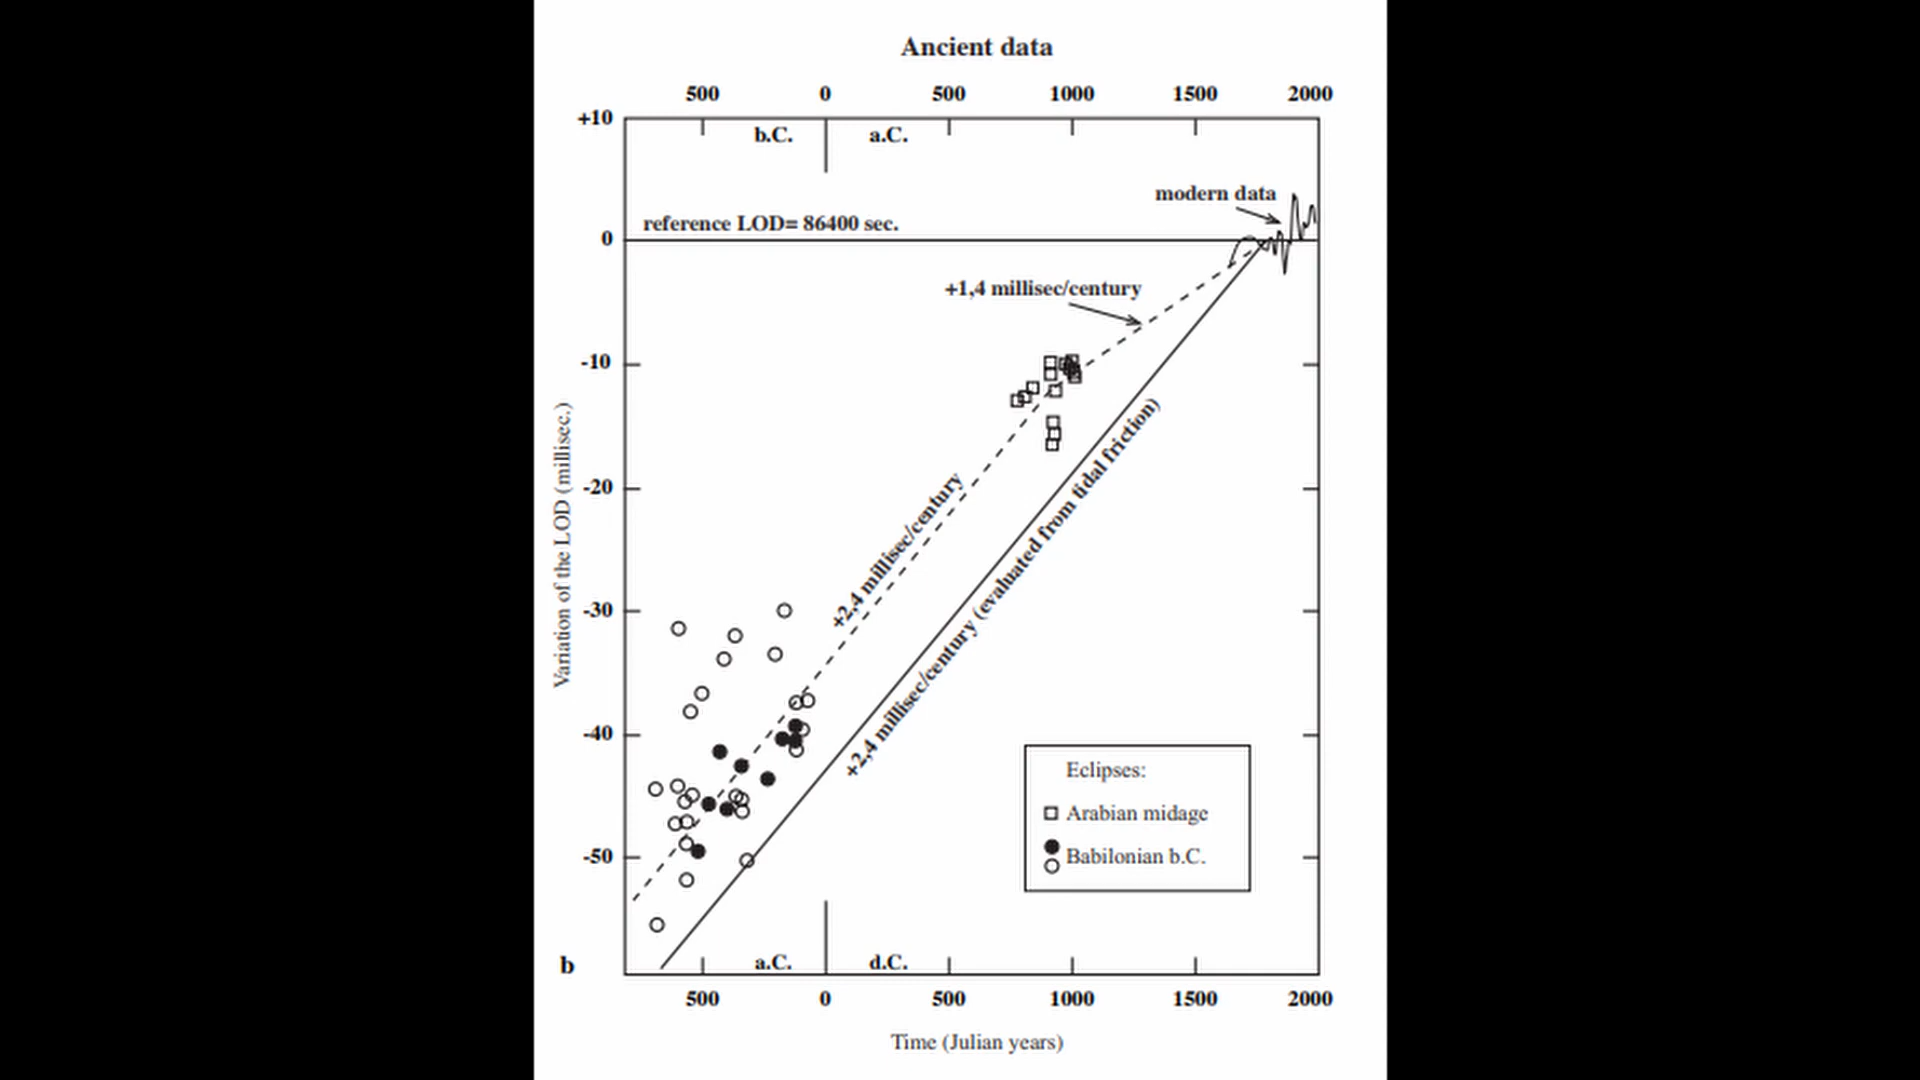 Ancient data
500 0 500 1000 1500 2000
+10
b.C. a.C.
modern data
reference LOD= 86400 sec.
0
+1,4 millisec/century
-10
+2,4 millisec/century
+2,4 millisec/century (evaluated from tidal friction)
-20
-30
-40
-50
Variation of the LOD (millisec.)
Eclipses:
Arabian midage
Babilonian b.C.
b
a.C. d.C.
500 0 500 1000 1500 2000
Time (Julian years)